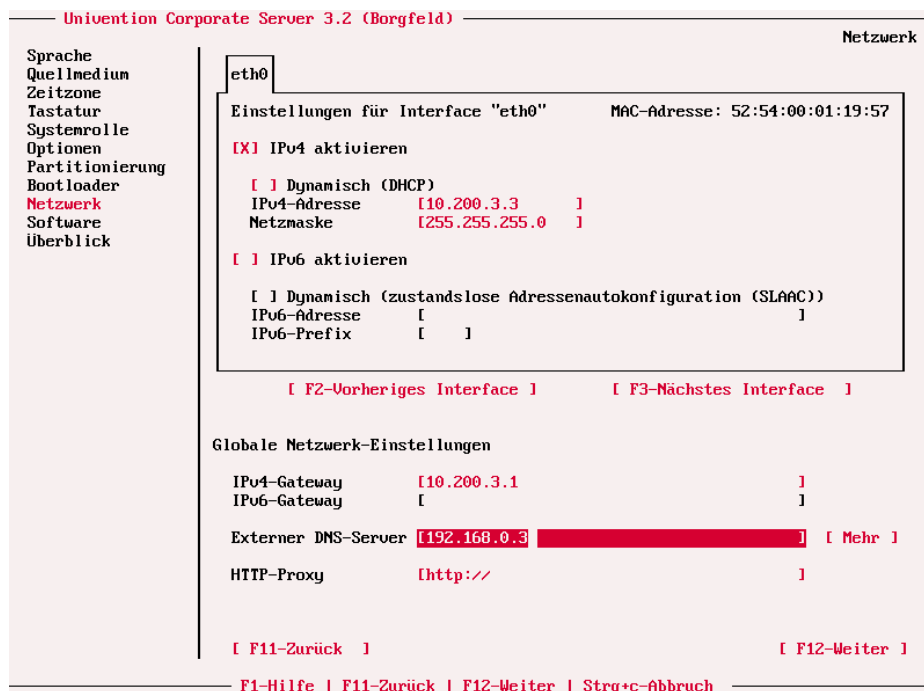 Univention Corporate Server 3.2 (Borgfeld)
Netzwerk
Sprache
Quellmedium
Zeitzone
Tastatur
Systemrolle
Optionen
Partitionierung
Bootloader
Netzwerk
Software
Überblick
eth0
Einstellungen für Interface "eth0" MAC-Adresse: 52:54:00:01:19:57
[X] IPv4 aktivieren
[ ] Dynamisch (DHCP)
IPv4-Adresse [10.200.3.3 ]
Netzmaske [255.255.255.0 ]
[ ] IPv6 aktivieren
[ ] Dynamisch (zustandslose Adressenautokonfiguration (SLAAC))
IPv6-Adresse [ ]
IPv6-Prefix [ ]
[ F2-Vorheriges Interface ] [ F3-Nächstes Interface ]
Globale Netzwerk-Einstellungen
IPv4-Gateway [10.200.3.1 ]
IPv6-Gateway [ ]
Externer DNS-Server [192.168.0.3 ] [ Mehr ]
HTTP-Proxy [http:// ]
[ F11-Zurück ] [ F12-Weiter ]
F1-Hilfe | F11-Zurück | F12-Weiter | Strg+c-Abbruch